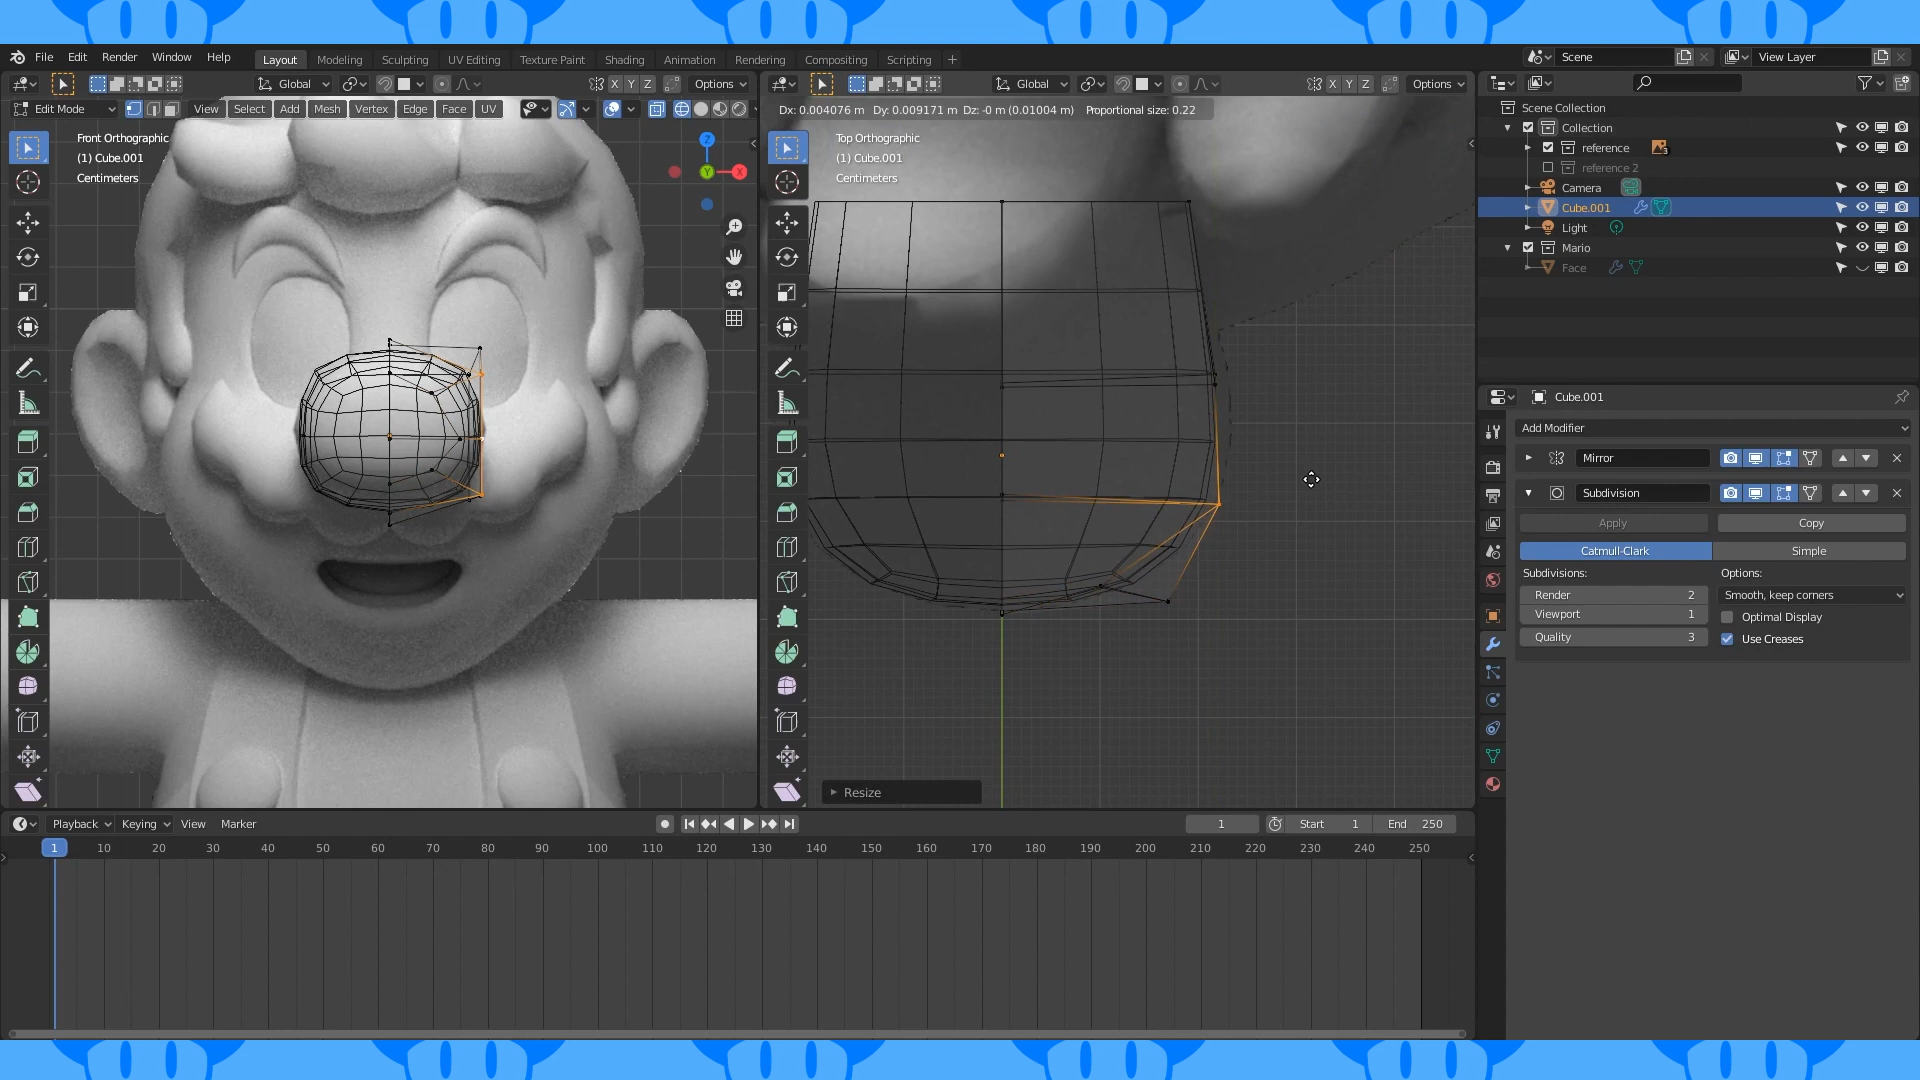 File Edit Render Window Help Layout Modeling Sculpting UV Editing Texture Paint Shading Animation Rendering Compositing Scripting + Scene View Layer
Global X Y Z Options Global X Y Z Options
Edit Mode View Select Add Mesh Vertex Edge Face UV
Dx: 0.004076 m Dy: 0.009171 m Dz: -0 m (0.01004 m) Proportional size: 0.22
Front Orthographic
(1) Cube.001
Centimeters
Z
Y
X
Top Orthographic
(1) Cube.001
Centimeters
Resize
Scene Collection
Collection
reference 3
reference 2
Camera
Cube.001
Light
Mario
Face
Cube.001
Add Modifier
Mirror
Subdivision
Apply Copy
Catmull-Clark Simple
Subdivisions: Options:
Render 2 Smooth, keep corners
Viewport 1 Optimal Display
Quality 3 Use Creases
Playback Keying View Marker 1 Start 1 End 250
1 10 20 30 40 50 60 70 80 90 100 110 120 130 140 150 160 170 180 190 200 210 220 230 240 250